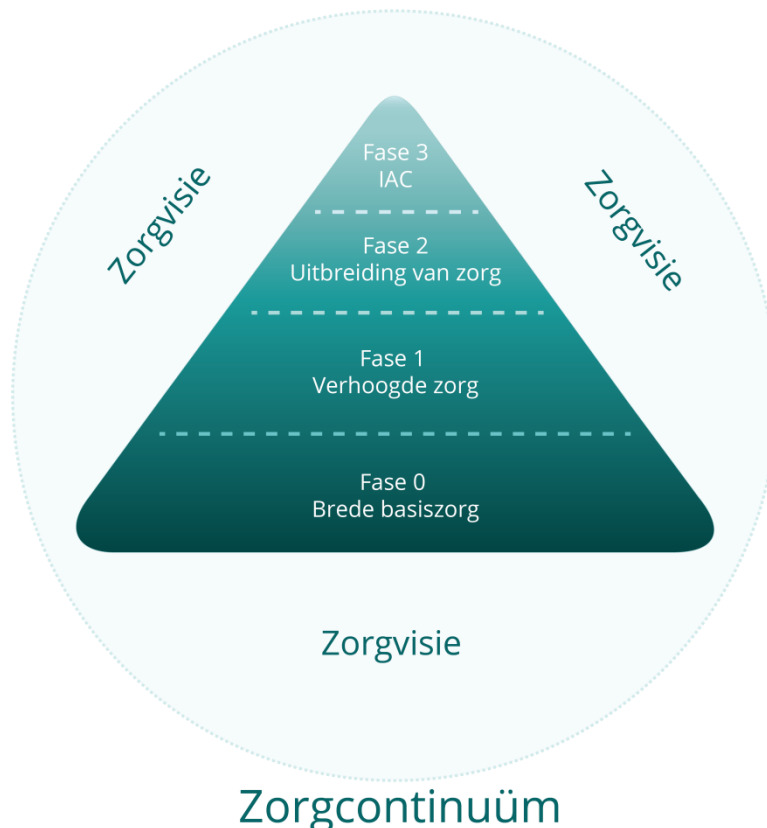 Zorgvisie
Zorgvisie
Fase 3
IAC
Fase 2
Uitbreiding van zorg
Fase 1
Verhoogde zorg
Fase 0
Brede basiszorg
Zorgvisie
Zorgcontinuüm